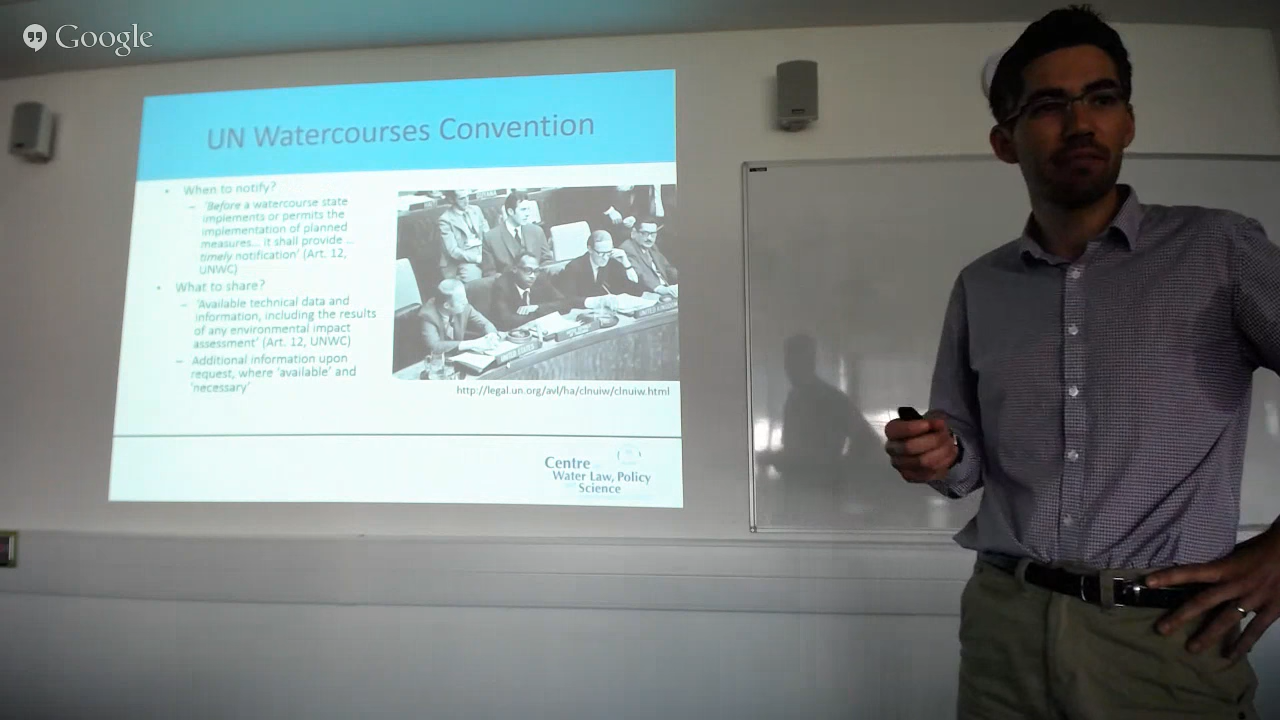 Google
UN Watercourses Convention
• When to notify?
– 'Before a watercourse state
implements or permits the
implementation of planned
measures... it shall provide ...
timely notification' (Art. 12,
UNWC)
• What to share?
– 'Available technical data and
information, including the results
of any environmental impact
assessment' (Art. 12, UNWC)
– Additional information upon
request, where 'available' and
'necessary'
http://legal.un.org/avl/ha/clnuiw/clnuiw.html
Centre
Water Law, Policy
Science